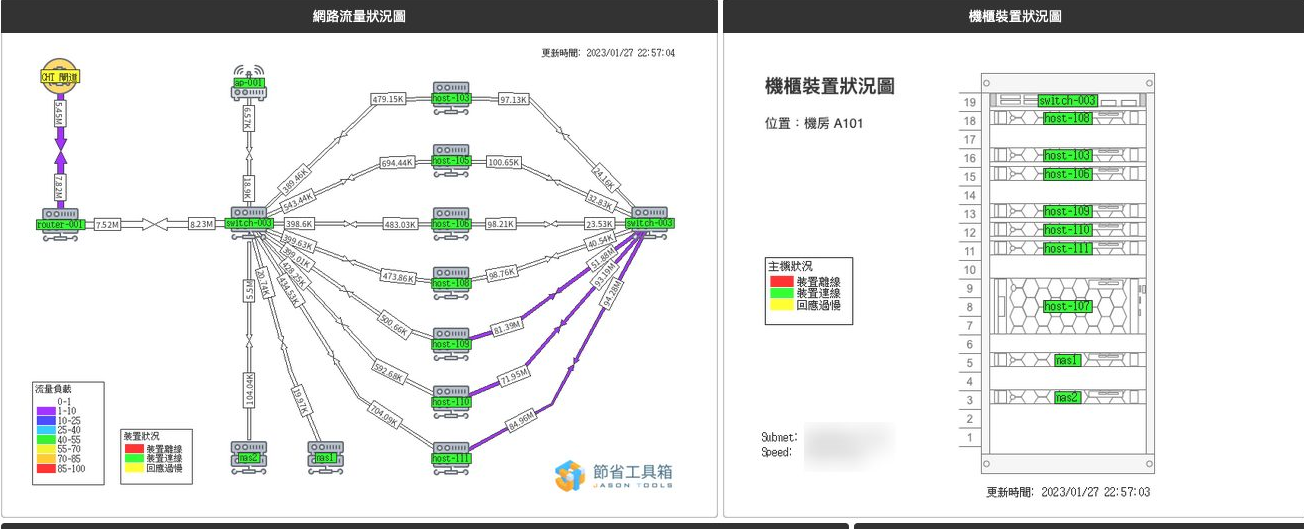 網路流量狀況圖
更新時間: 2023/01/27 22:57:04
CHT 閘道
ap-001
host-103
479.15K
97.13K
5.45M
6.57K
host-105
694.44K
100.65K
7.82M
18.9K
389.46K
24.16K
543.44K
32.83K
router-001
7.52M
8.23M
switch-003
398.6K
483.03K
host-106
98.21K
23.53K
switch-003
399.63K
40.54K
399.01K
51.88M
473.86K
host-108
98.76K
428.25K
93.19M
434.53K
94.28M
20.74K
5.5M
500.66K
host-109
81.39M
592.68K
71.95M
host-110
104.04K
19.97K
704.09K
84.96M
nas2
nas1
host-111
流量負載
0-1
1-10
10-25
25-40
40-55
55-70
70-85
85-100
裝置狀況
裝置離線
裝置連線
回應過慢
節省工具箱
JASON TOOLS
機櫃裝置狀況圖
機櫃裝置狀況圖
位置：機房 A101
19 switch-003
18 host-108
17
16 host-103
15 host-106
14
13 host-109
12 host-110
11 host-111
10
9
8 host-107
7
6
5 nas1
4
3 nas2
2
1
主機狀況
裝置離線
裝置連線
回應過慢
Subnet:
Speed:
更新時間: 2023/01/27 22:57:03